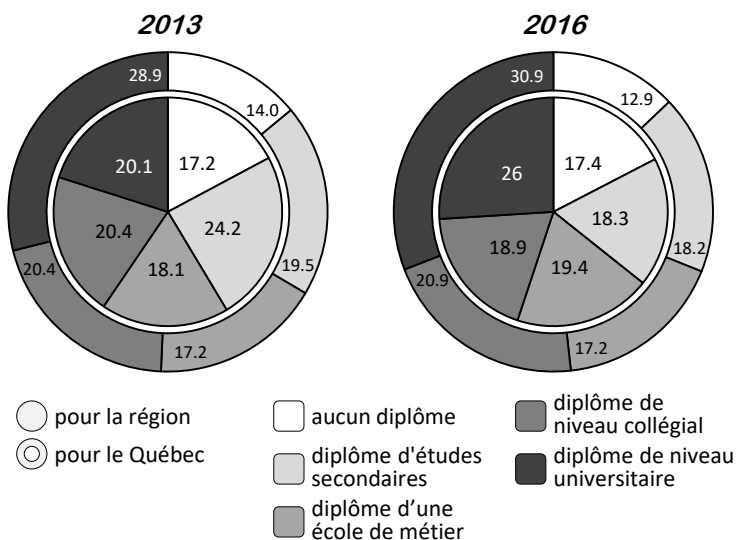 2013
2016
28.9
14.0
20.1
17.2
20.4
24.2
18.1
20.4
19.5
17.2
30.9
12.9
26
17.4
18.3
18.9
19.4
18.2
20.9
17.2
pour la région
pour le Québec
aucun diplôme
diplôme d'études
secondaires
diplôme d’une
école de métier
diplôme de
niveau collégial
diplôme de niveau
universitaire